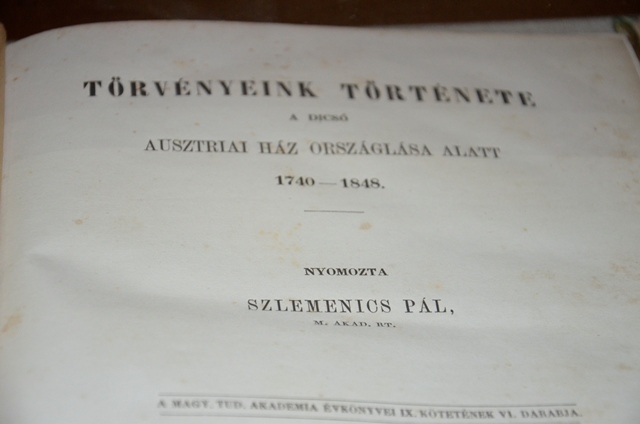 TÖRVÉNYEINK TÖRTÉNETE
A DICSŐ
AUSZTRIAI HÁZ ORSZÁGLÁSA ALATT
1740—1848.
NYOMOZTA
SZLEMENICS PÁL,
M. AKAD. RT.
A MAGY. TUD. AKADEMIA ÉVKÖNYVEI IX. KÖTETÉNEK VI. DARABJA.